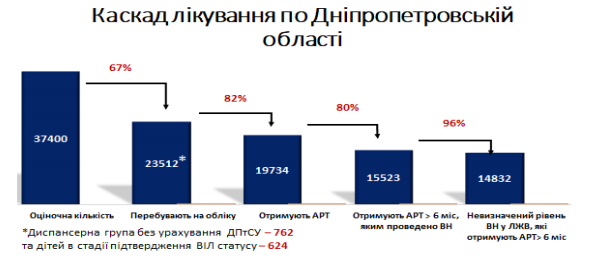 Каскад лікування по Дніпропетровській
області
67%
82%
80%
96%
37400
23512*
19734
15523
14832
Оціночна кількість
Перебувають на обліку
Отримують АРТ
Отримують АРТ > 6 міс,
яким проведено ВН
Невизначений рівень
ВН у ЛЖВ, які
отримують АРТ> 6 міс
*Диспансерна група без урахування ДПтСУ – 762
та дітей в стадії підтвердження ВІЛ статусу – 624